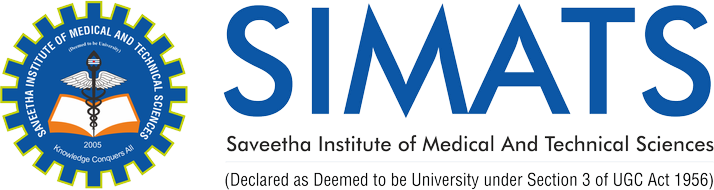 SAVEETHA INSTITUTE OF MEDICAL AND TECHNICAL SCIENCES
(Deemed to be University)
2005
Knowledge Conquers All
SIMATS
Saveetha Institute of Medical And Technical Sciences
(Declared as Deemed to be University under Section 3 of UGC Act 1956)